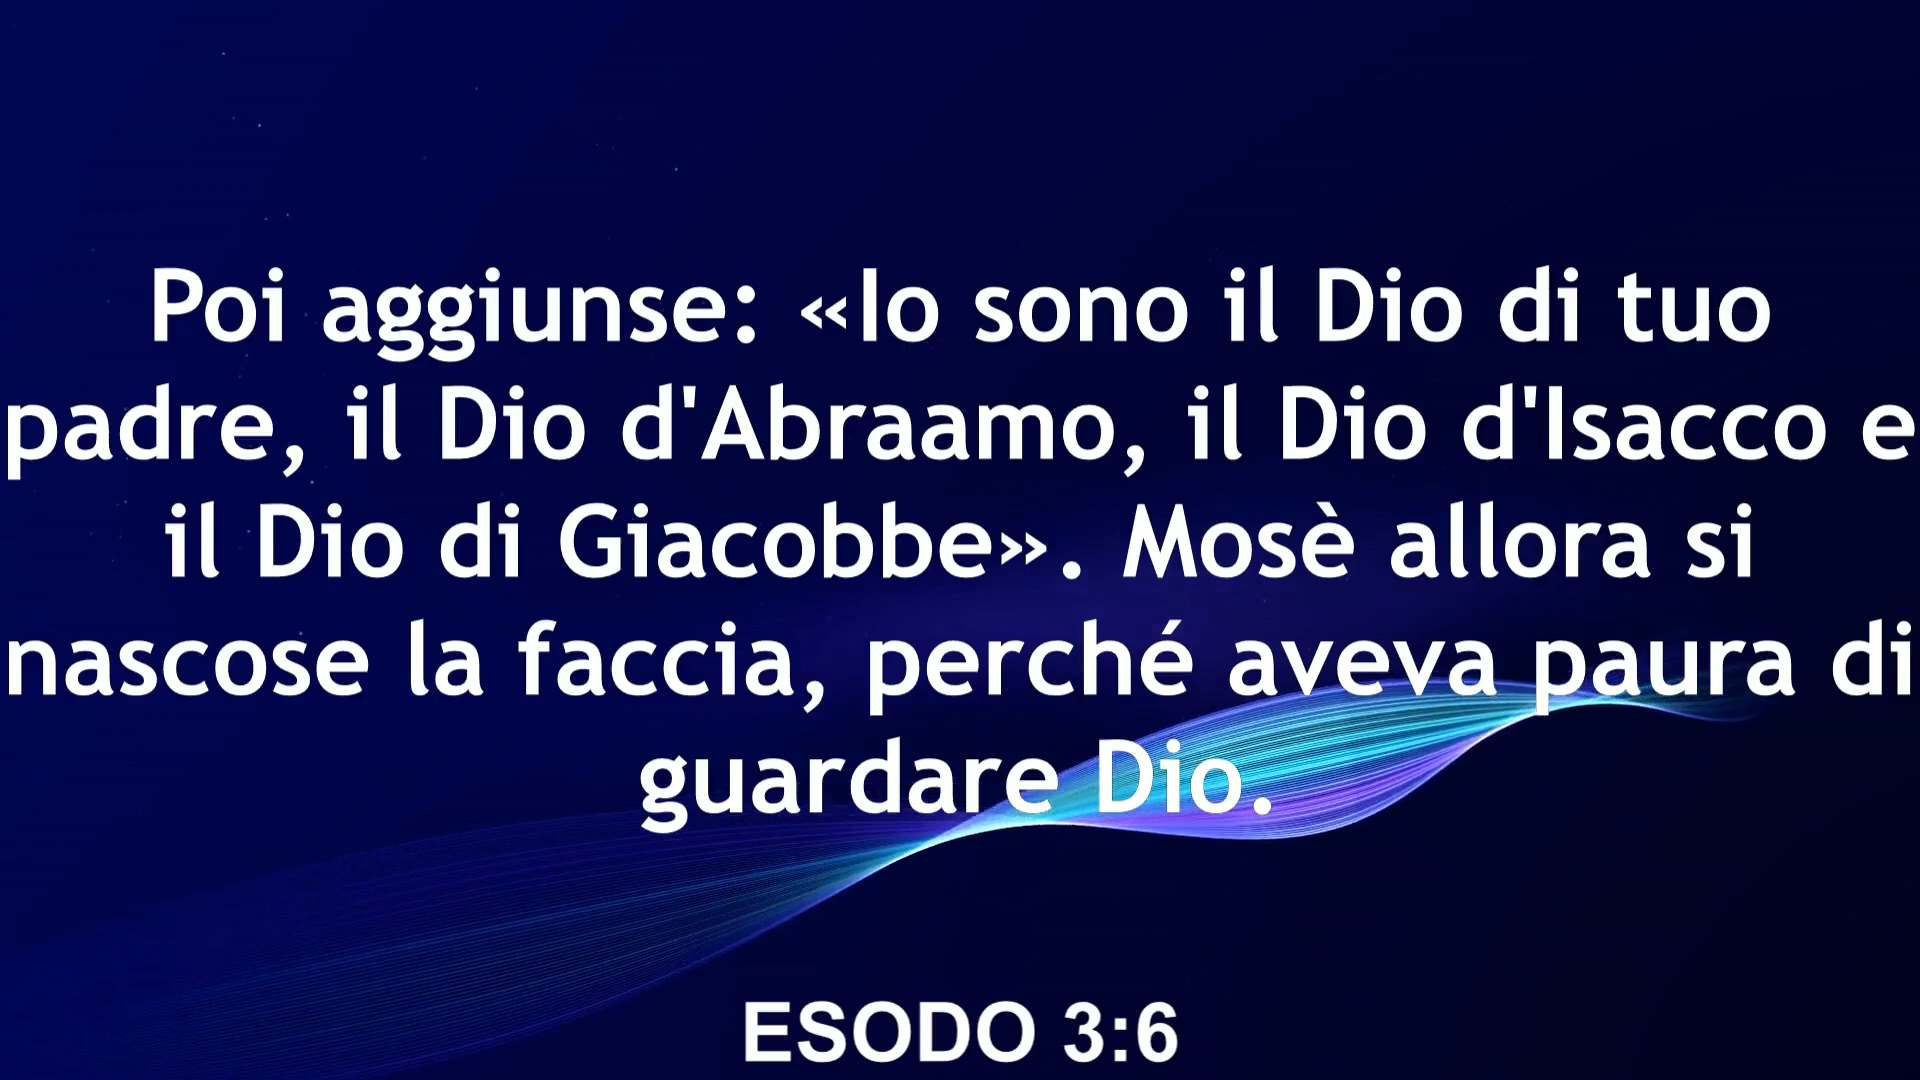 Poi aggiunse: «Io sono il Dio di tuo
padre, il Dio d'Abraamo, il Dio d'Isacco e
il Dio di Giacobbe». Mosè allora si
nascose la faccia, perché aveva paura di
guardare Dio.
ESODO 3:6